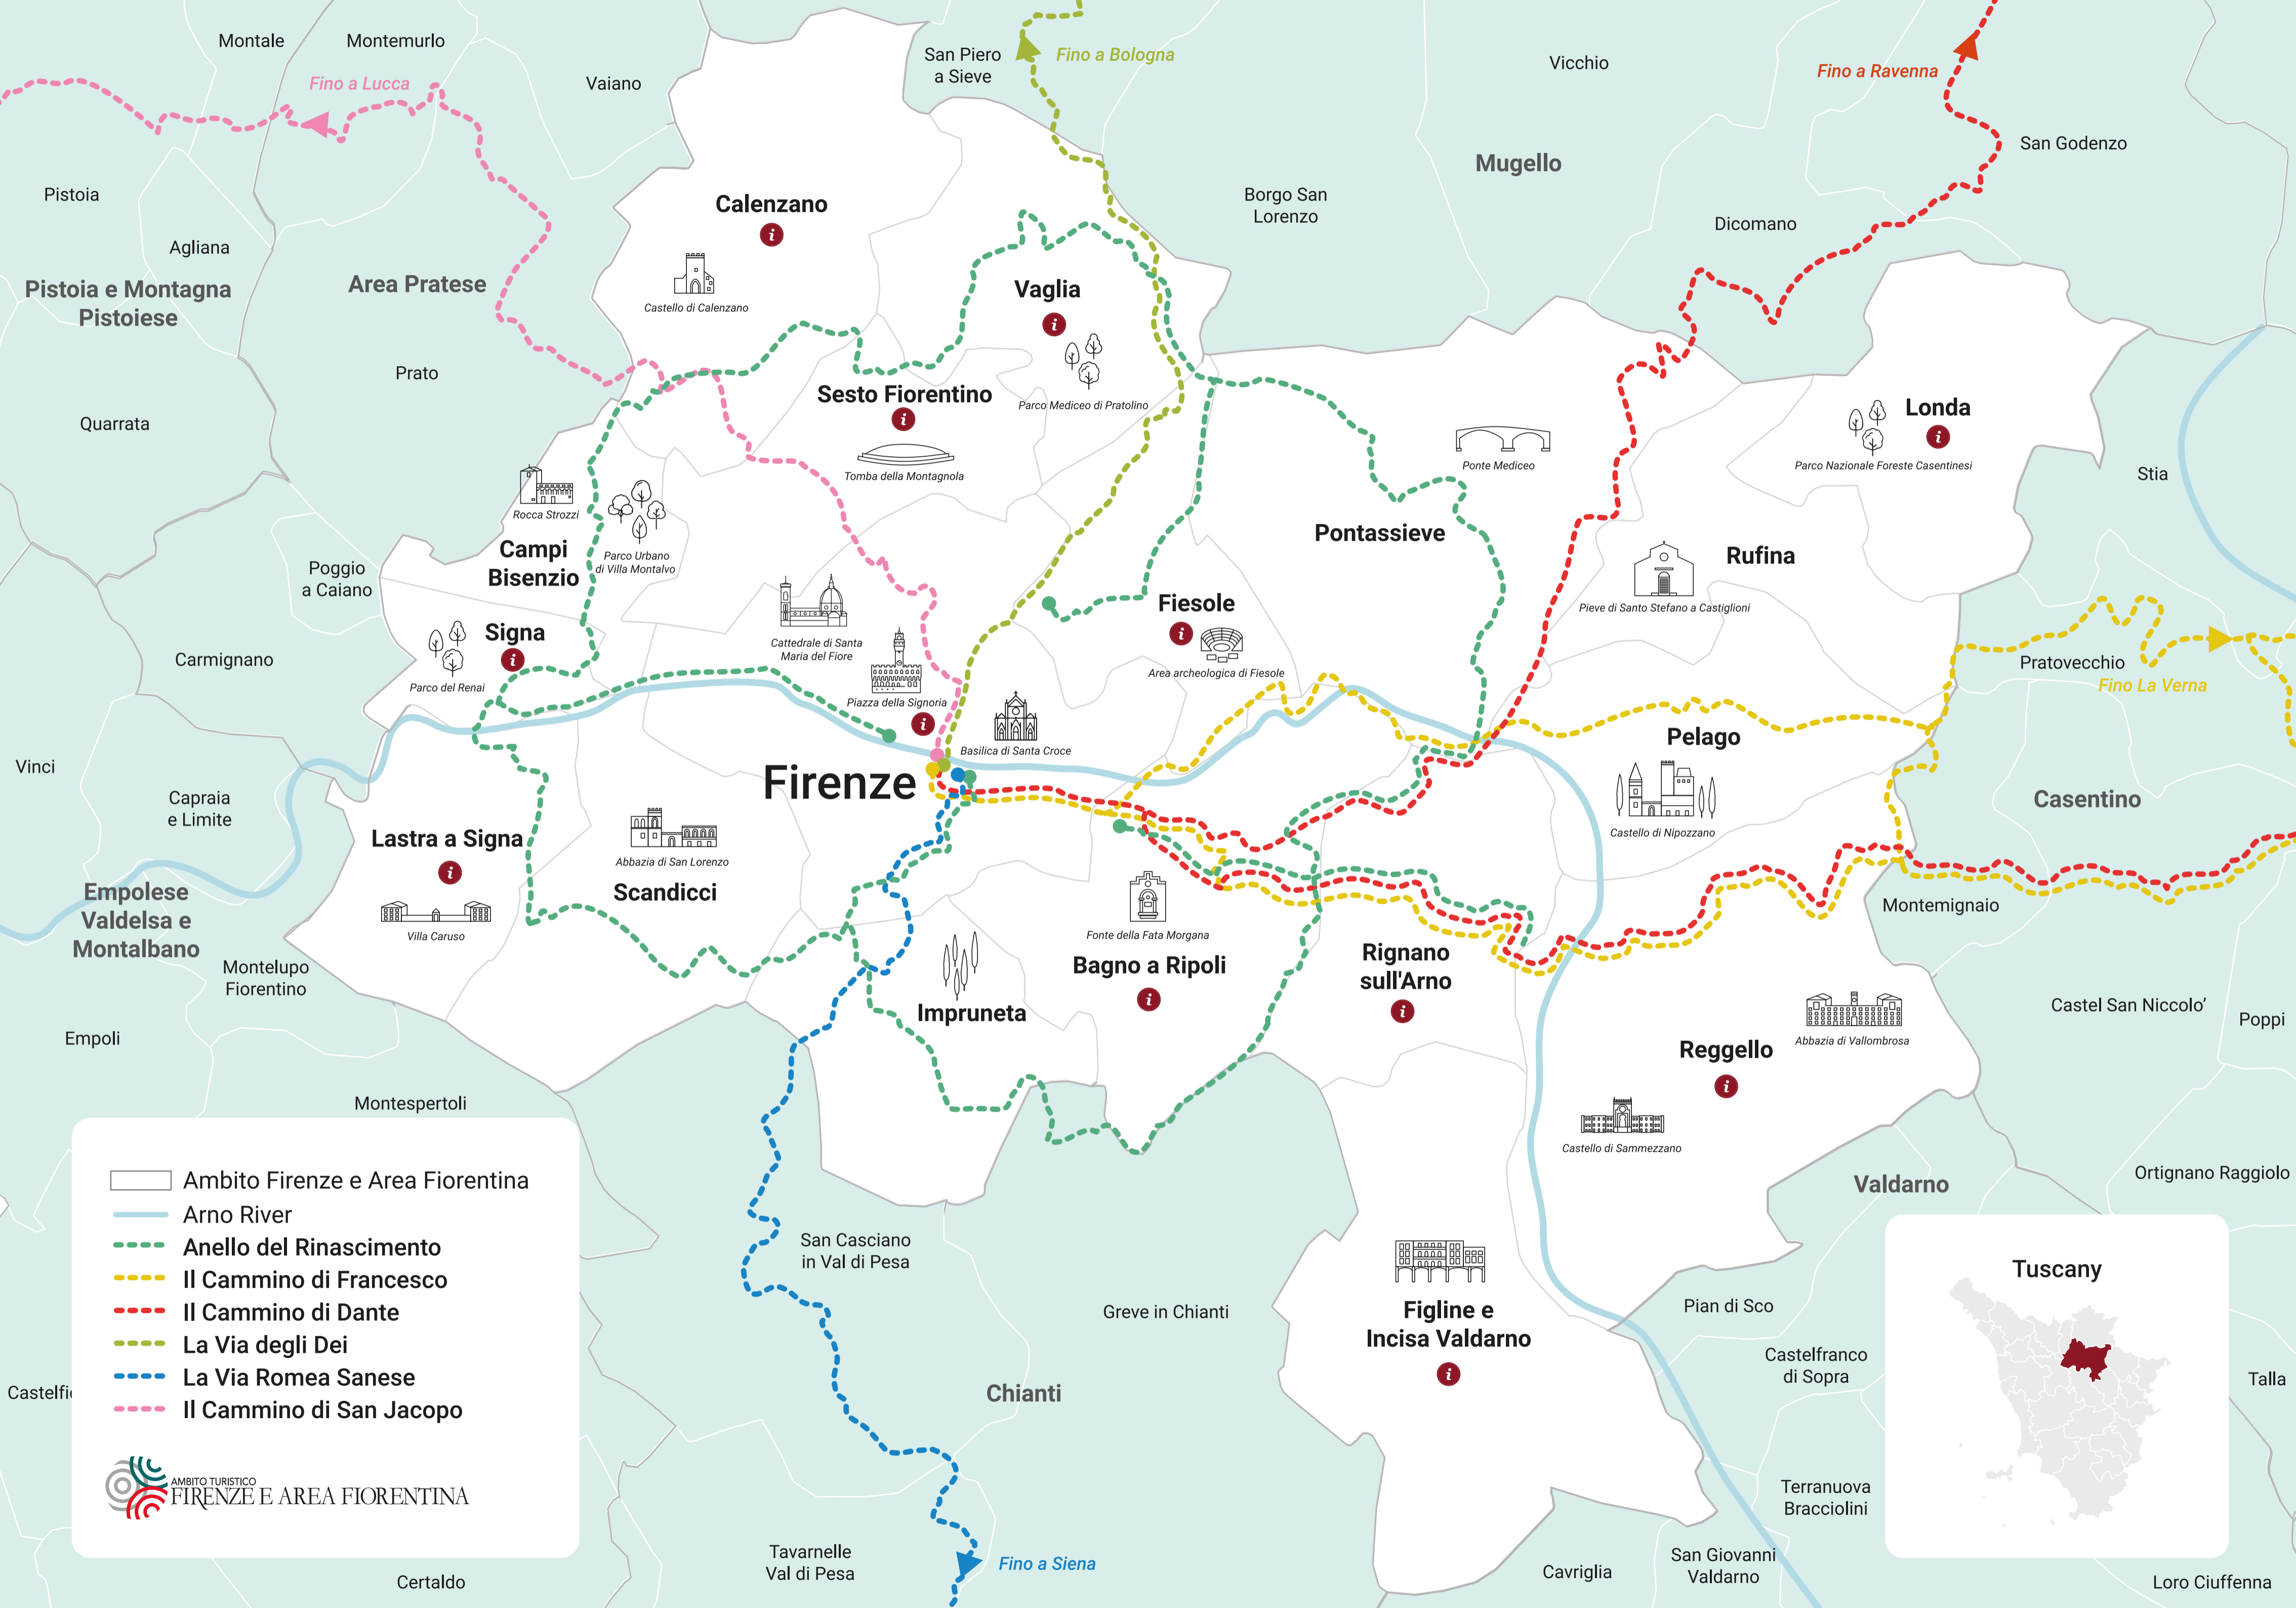 Montale
Montemurlo
Vaiano
San Piero
a Sieve
Fino a Bologna
Vicchio
Fino a Ravenna
Fino a Lucca
San Godenzo
Mugello
Pistoia
Agliana
Calenzano
i
Castello di Calenzano
Borgo San
Lorenzo
Dicomano
Pistoia e Montagna
Pistoiese
Area Pratese
Vaglia
i
Parco Mediceo di Pratolino
Prato
Quarrata
Sesto Fiorentino
i
Tomba della Montagnola
Ponte Mediceo
Londa
i
Parco Nazionale Foreste Casentinesi
Stia
Rocca Strozzi
Campi
Bisenzio
Parco Urbano
di Villa Montalvo
Pontassieve
Rufina
Pieve di Santo Stefano a Castiglioni
Poggio
a Caiano
Fiesole
i
Area archeologica di Fiesole
Signa
i
Parco del Renai
Carmignano
Cattedrale di Santa
Maria del Fiore
Piazza della Signoria
i
Basilica di Santa Croce
Pratovecchio
Fino La Verna
Vinci
Capraia
e Limite
Firenze
Pelago
Castello di Nipozzano
Casentino
Lastra a Signa
i
Villa Caruso
Abbazia di San Lorenzo
Scandicci
Empolese
Valdelsa e
Montalbano
Montelupo
Fiorentino
Empoli
Impruneta
Fonte della Fata Morgana
Bagno a Ripoli
i
Rignano
sull'Arno
i
Montemignaio
Castel San Niccolo’
Poppi
Abbazia di Vallombrosa
Reggello
i
Castello di Sammezzano
Montespertoli
Ambito Firenze e Area Fiorentina
Arno River
Anello del Rinascimento
Il Cammino di Francesco
Il Cammino di Dante
La Via degli Dei
La Via Romea Sanese
Il Cammino di San Jacopo
AMBITO TURISTICO
FIRENZE E AREA FIORENTINA
Castelfi
Certaldo
San Casciano
in Val di Pesa
Greve in Chianti
Chianti
Tavarnelle
Val di Pesa
Fino a Siena
Figline e
Incisa Valdarno
i
Valdarno
Ortignano Raggiolo
Tuscany
Pian di Sco
Castelfranco
di Sopra
Talla
Terranuova
Bracciolini
Cavriglia
San Giovanni
Valdarno
Loro Ciuffenna